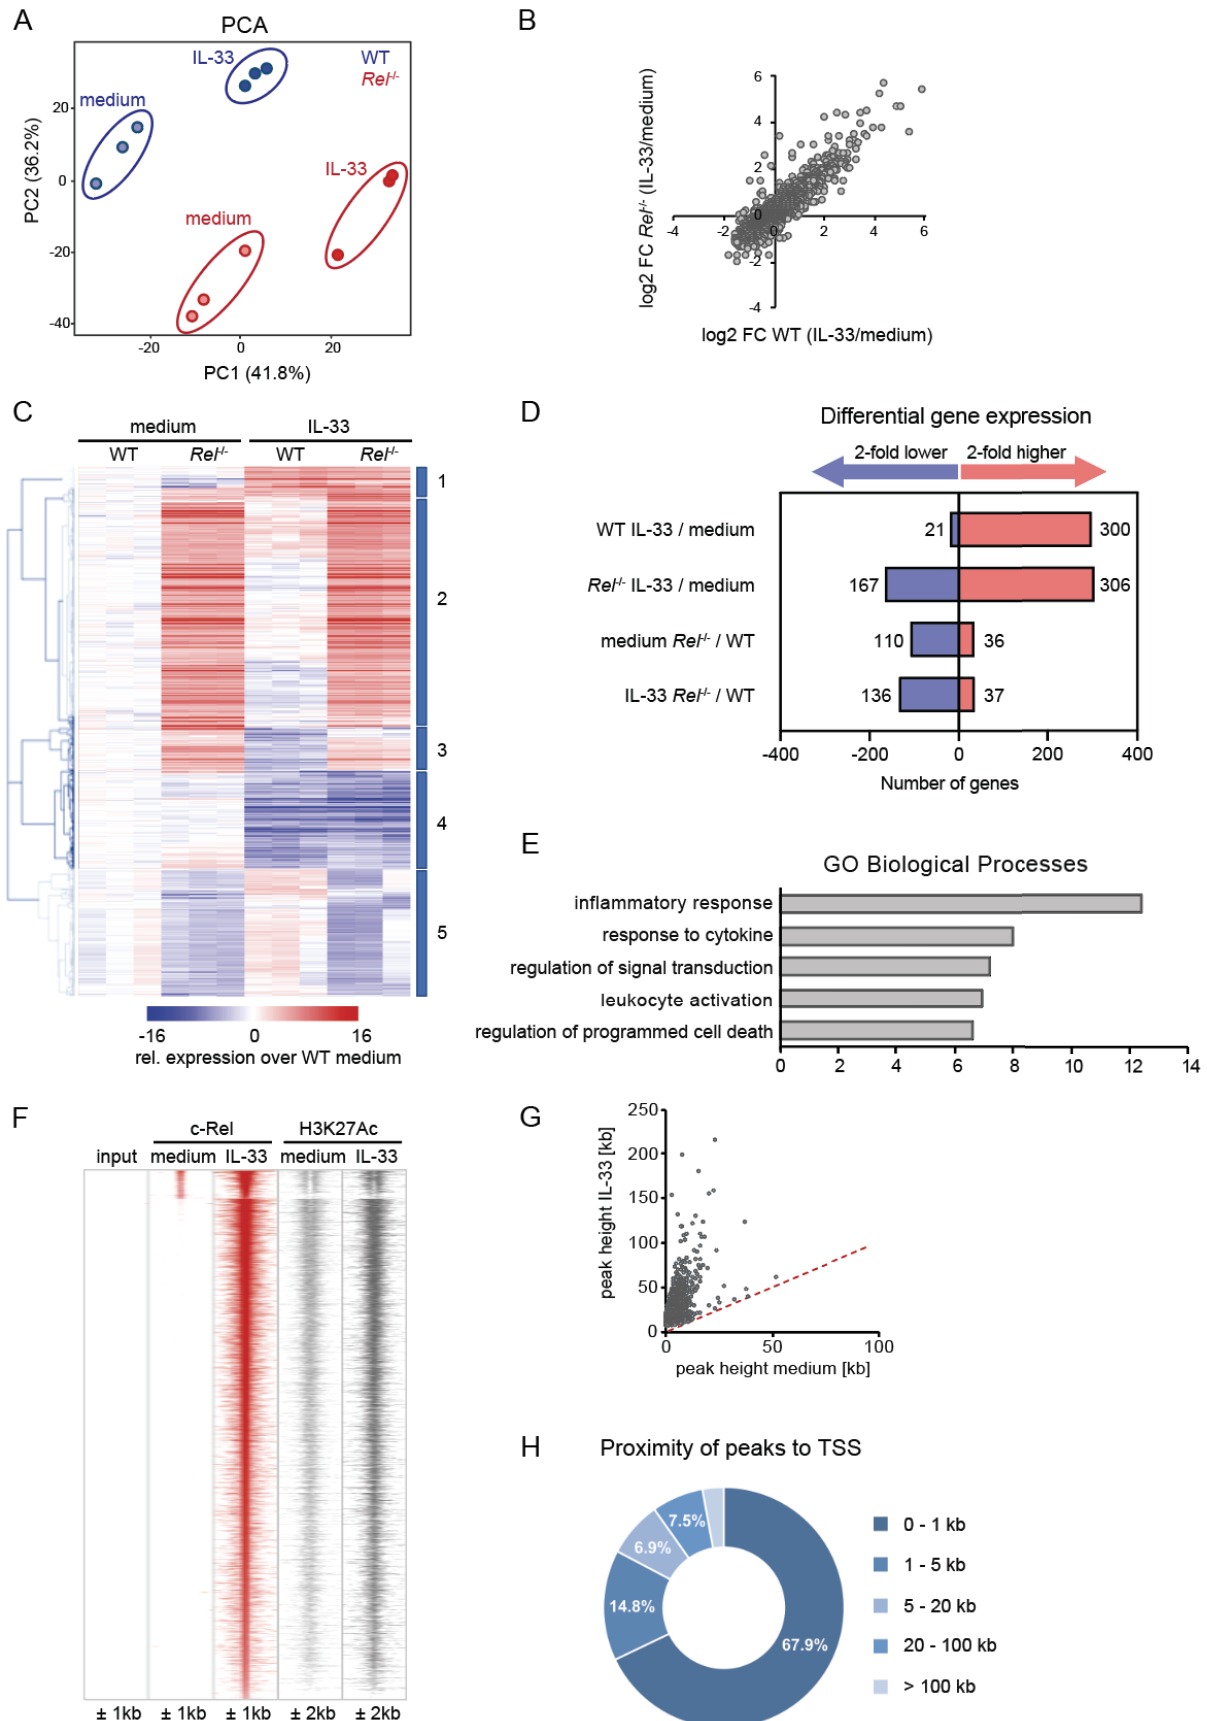 A
PCA
IL-33
WT
Rel-/-
medium
IL-33
medium
20
0
-20
-40
-20
0
20
PC2 (36.2%)
PC1 (41.8%)
B
6
4
2
0
-2
-4
-4
-2
0
2
4
6
log2 FC Rel-/- (IL-33/medium)
log2 FC WT (IL-33/medium)
C
medium
IL-33
WT
Rel-/-
WT
Rel-/-
1
2
3
4
5
-16
0
16
rel. expression over WT medium
D
Differential gene expression
2-fold lower
2-fold higher
WT IL-33 / medium
21
300
Rel-/- IL-33 / medium
167
306
medium Rel-/- / WT
110
36
IL-33 Rel-/- / WT
136
37
-400
-200
0
200
400
Number of genes
E
GO Biological Processes
inflammatory response
response to cytokine
regulation of signal transduction
leukocyte activation
regulation of programmed cell death
0
2
4
6
8
10
12
14
F
c-Rel
H3K27Ac
input
medium
IL-33
medium
IL-33
± 1kb
± 1kb
± 1kb
± 2kb
± 2kb
G
250
200
150
100
50
0
0
50
100
peak height IL-33 [kb]
peak height medium [kb]
H
Proximity of peaks to TSS
7.5%
6.9%
14.8%
67.9%
0 - 1 kb
1 - 5 kb
5 - 20 kb
20 - 100 kb
> 100 kb